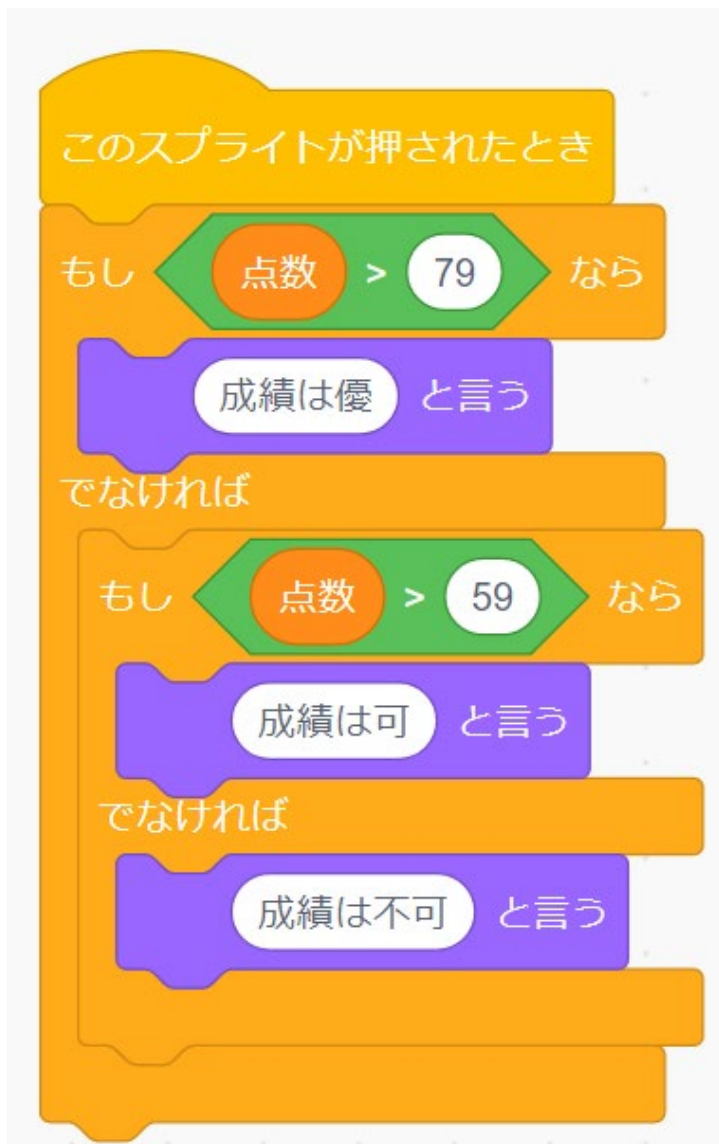 このスプライトが押されたとき
もし 点数 > 79 なら
成績は優 と言う
でなければ
もし 点数 > 59 なら
成績は可 と言う
でなければ
成績は不可 と言う